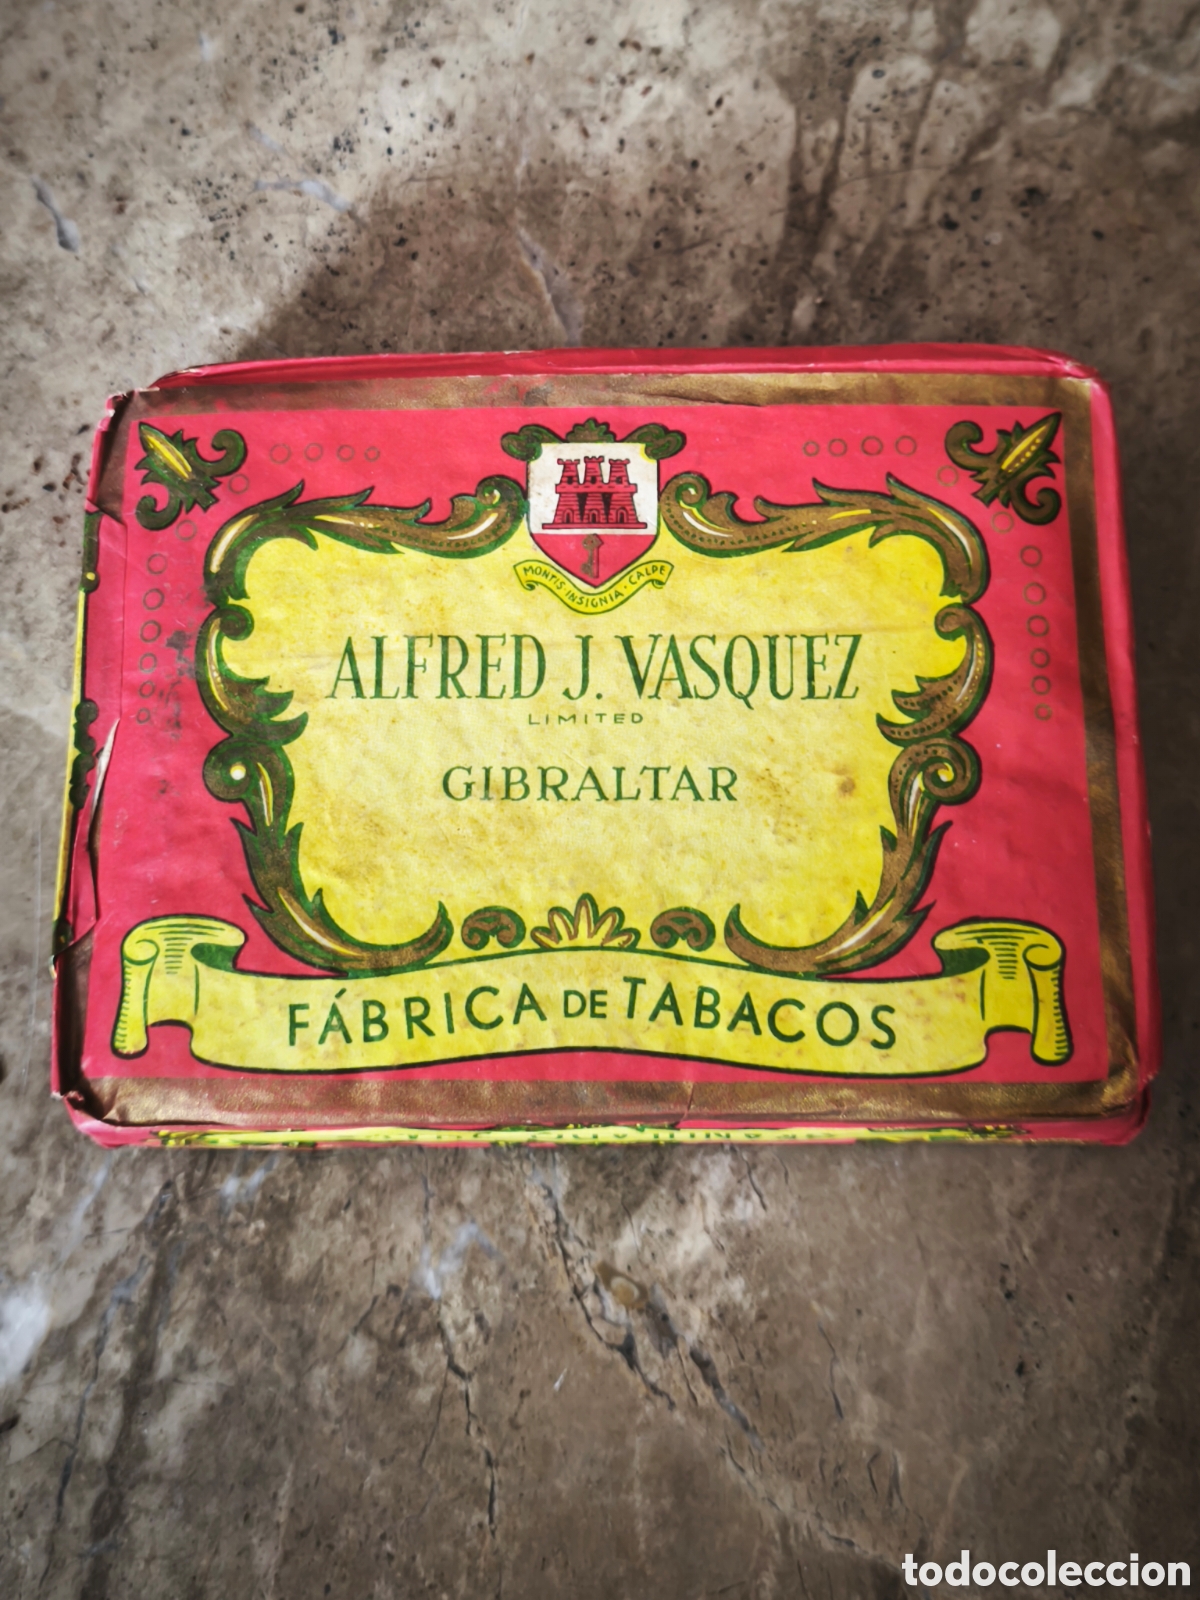 MONTIS · INSIGNIA · CALPE
ALFRED J. VASQUEZ
LIMITED
GIBRALTAR
FÁBRICA DE TABACOS
todocoleccion